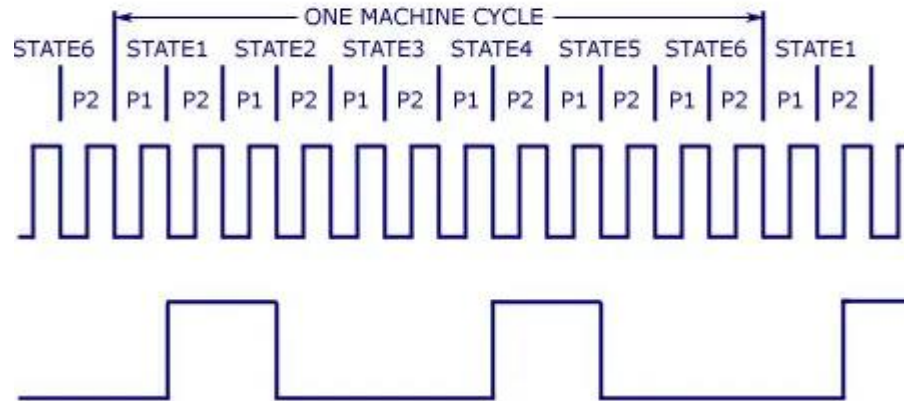 ONE MACHINE CYCLE
STATE6 STATE1 STATE2 STATE3 STATE4 STATE5 STATE6 STATE1
P2 P1 P2 P1 P2 P1 P2 P1 P2 P1 P2 P1 P2 P1 P2